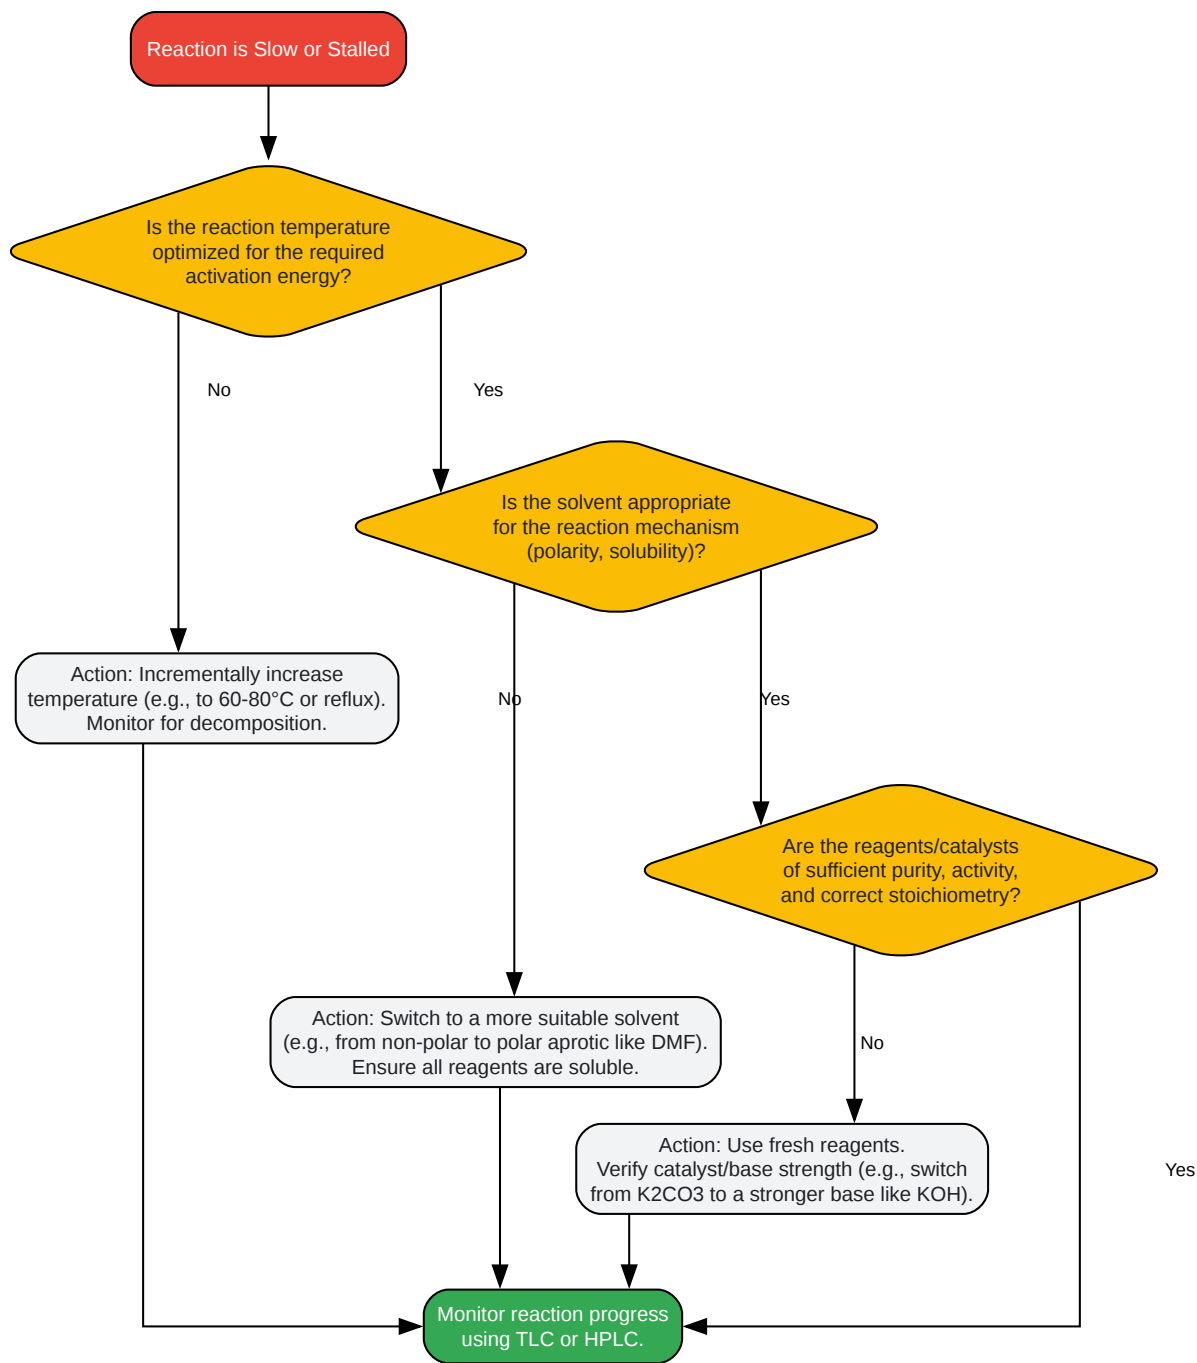 Reaction is Slow or Stalled
Is the reaction temperature
optimized for the required
activation energy?
No
Yes
Is the solvent appropriate
for the reaction mechanism
(polarity, solubility)?
Action: Incrementally increase
temperature (e.g., to 60-80°C or reflux).
Monitor for decomposition.
No
Yes
Are the reagents/catalysts
of sufficient purity, activity,
and correct stoichiometry?
Action: Switch to a more suitable solvent
(e.g., from non-polar to polar aprotic like DMF).
Ensure all reagents are soluble.
No
Action: Use fresh reagents.
Verify catalyst/base strength (e.g., switch
from K2CO3 to a stronger base like KOH).
Yes
Monitor reaction progress
using TLC or HPLC.